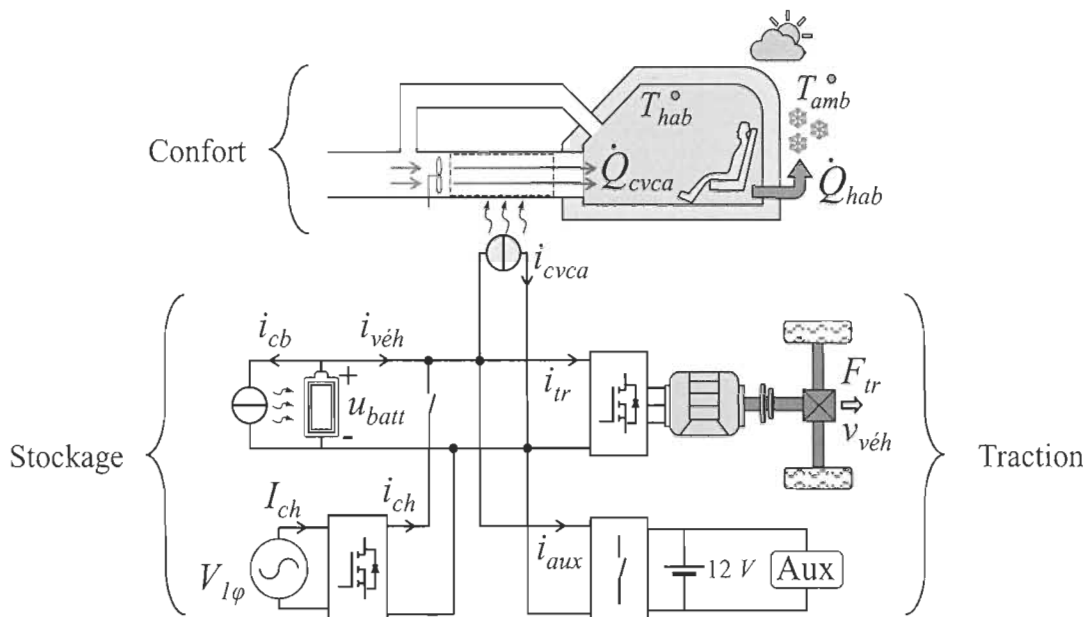 Confort
T_hab
T_amb
Q̇_cvca
Q̇_hab
i_cvca
Stockage
i_cb
i_véh
i_tr
+
u_batt
-
F_tr
v_véh
Traction
I_ch
i_ch
V_1φ
i_aux
12 V
Aux